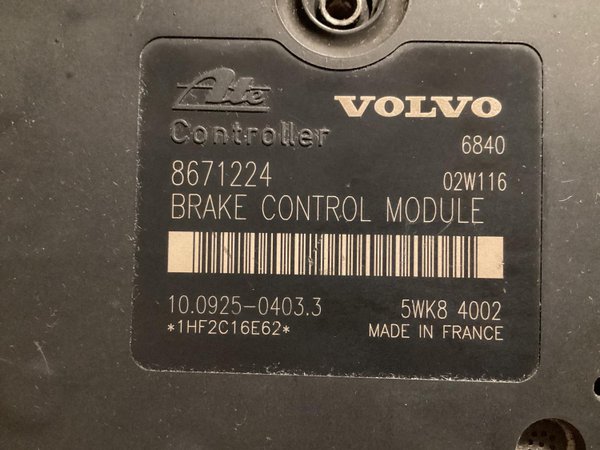 Ate VOLVO
Controller 6840
8671224 02W116
BRAKE CONTROL MODULE
10.0925-0403.3 5WK8 4002
*1HF2C16E62* MADE IN FRANCE